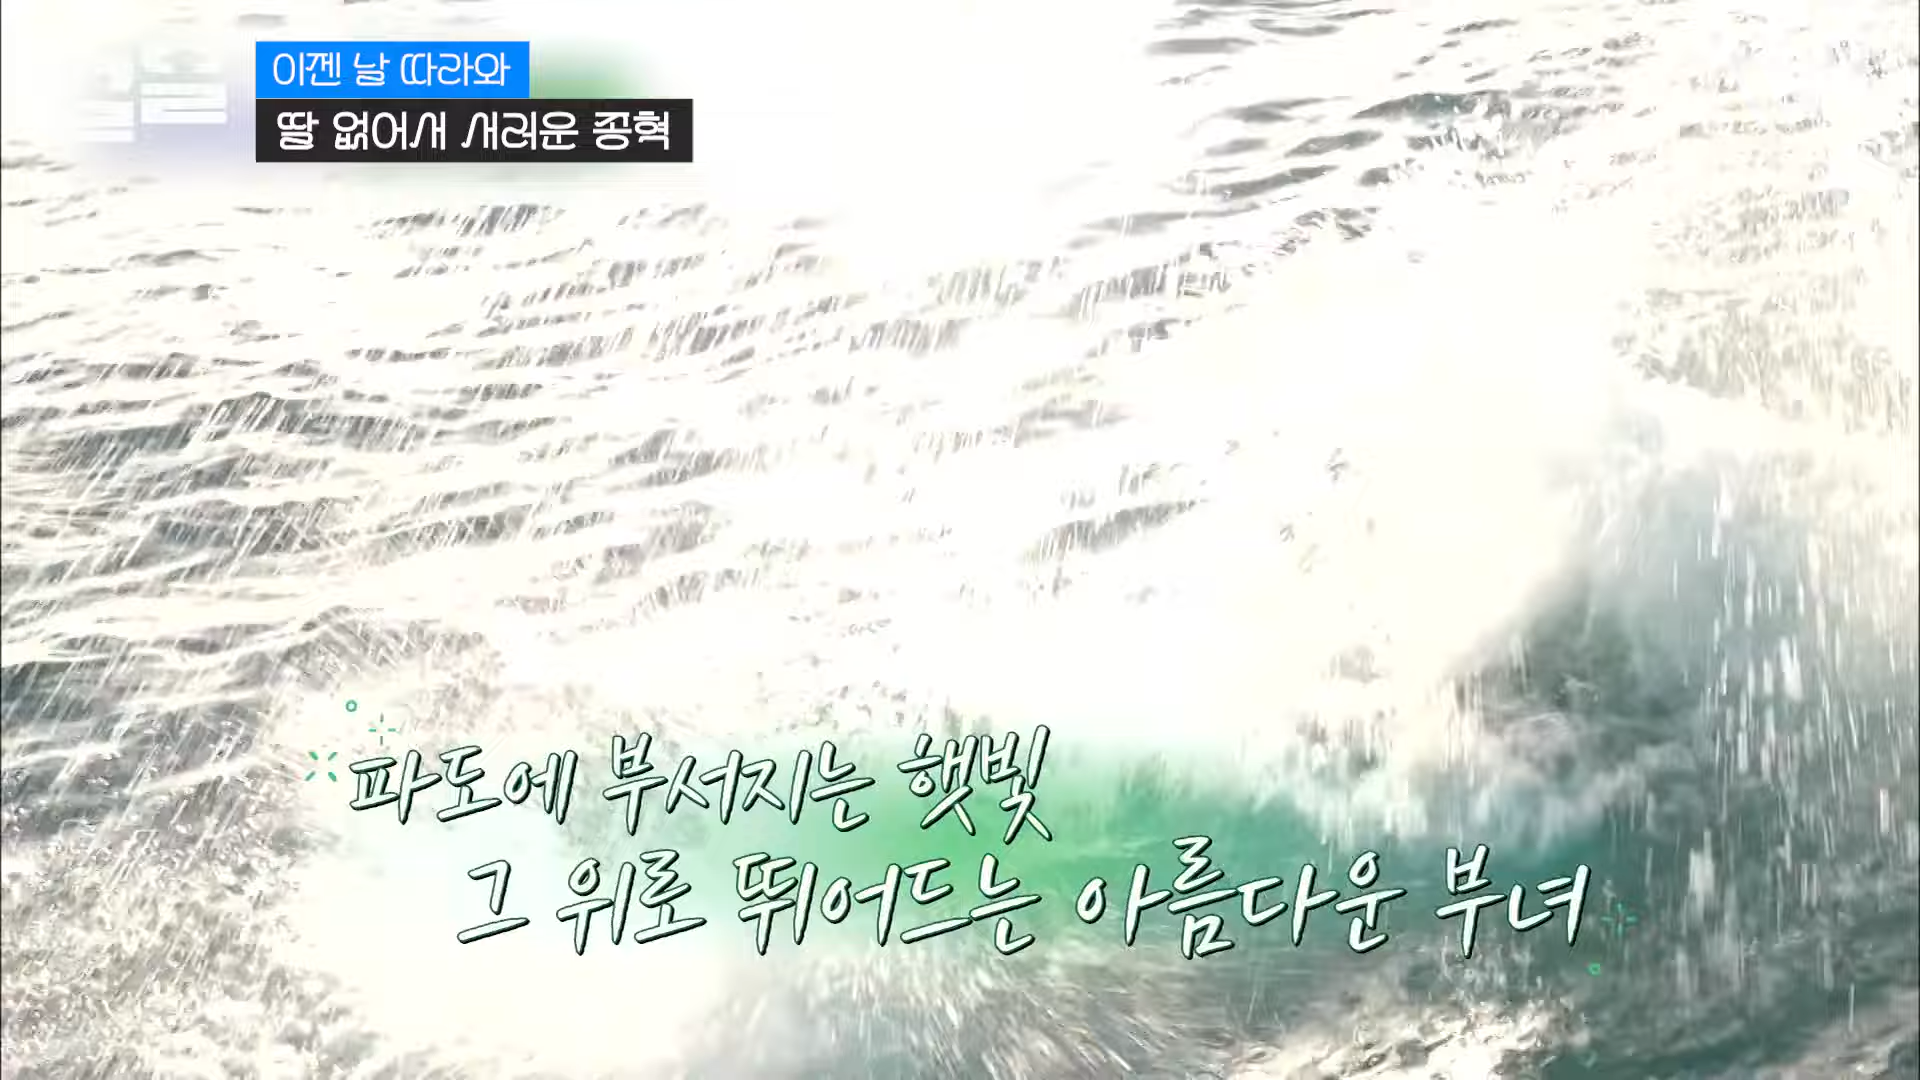 이젠 날 따라와
딸 없어서 서러운 종혁
파도에 부서지는 햇빛
그 위로 뛰어드는 아름다운 부녀